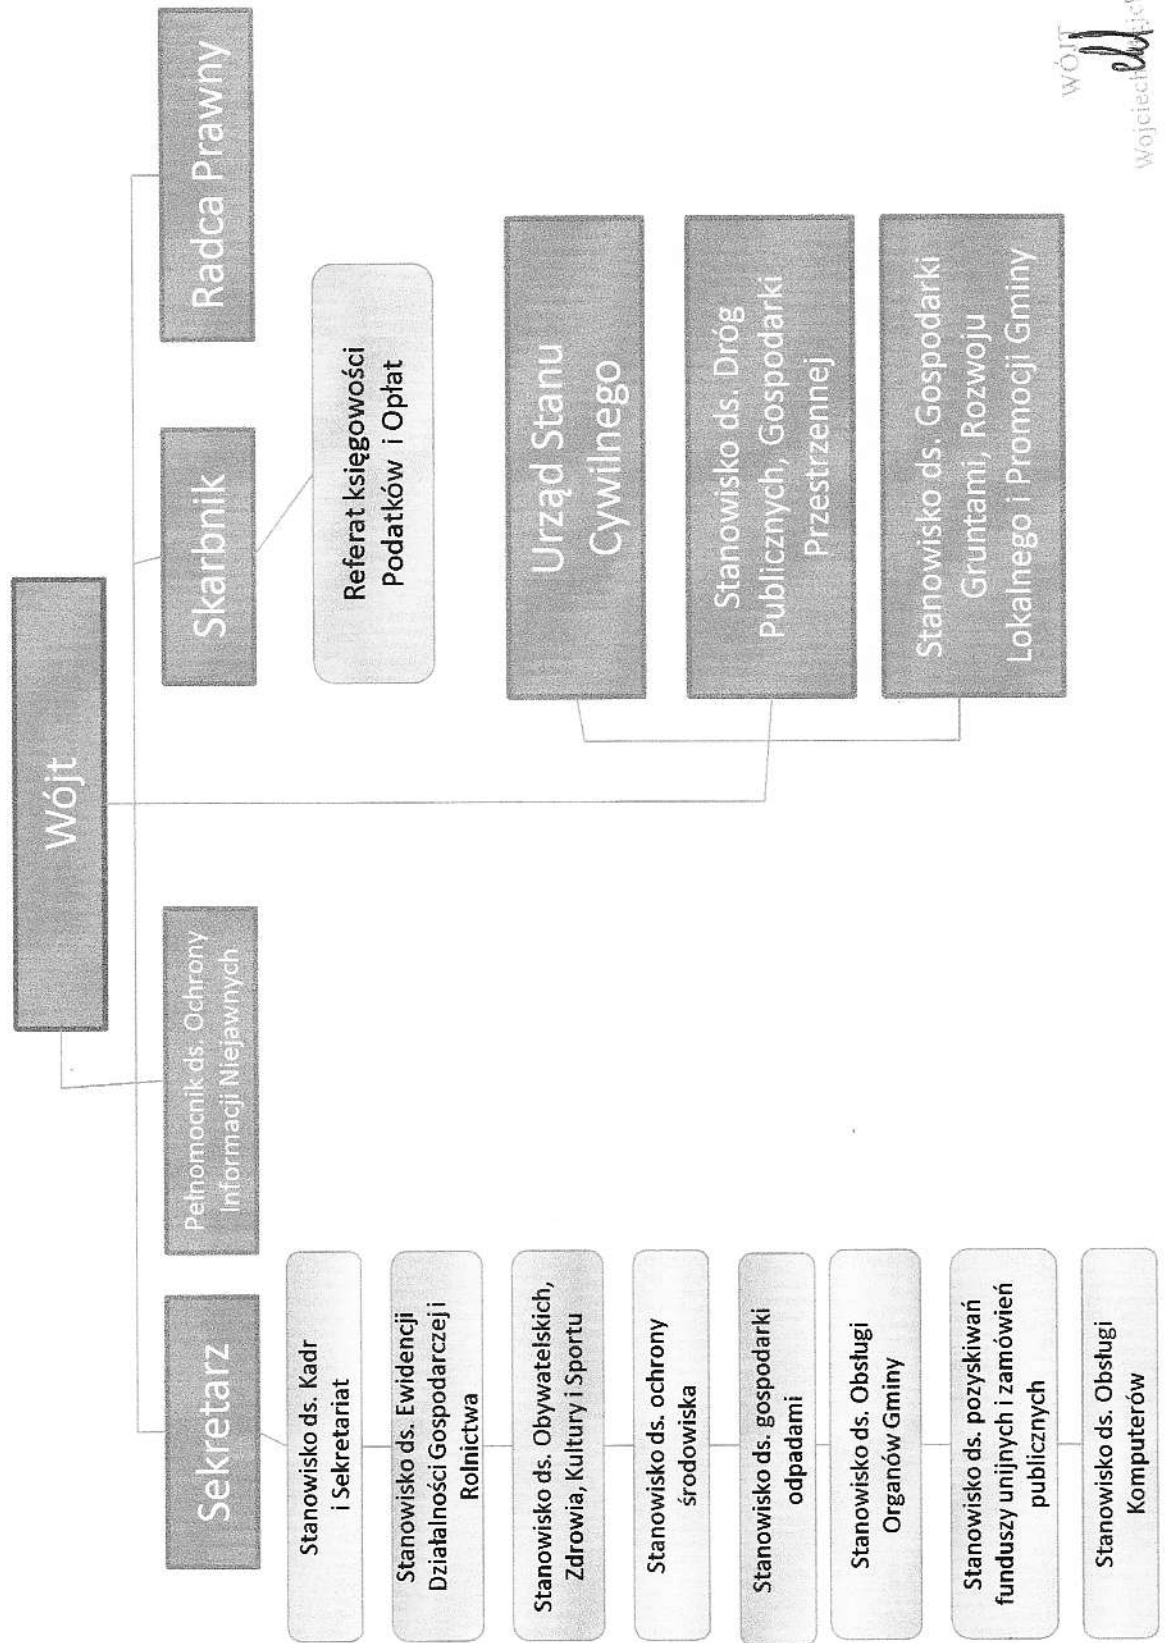 Wójt
Sekretarz
Pełnomocnik ds. Ochrony
Informacji Niejawnych
Skarbnik
Radca Prawny
Stanowisko ds. Kadr
i Sekretariat
Stanowisko ds. Ewidencji
Działalności Gospodarczej i
Rolnictwa
Stanowisko ds. Obywatelskich,
Zdrowia, Kultury i Sportu
Stanowisko ds. ochrony
środowiska
Stanowisko ds. gospodarki
odpadami
Stanowisko ds. Obsługi
Organów Gminy
Stanowisko ds. pozyskiwań
funduszy unijnych i zamówień
publicznych
Stanowisko ds. Obsługi
Komputerów
Referat księgowości
Podatków i Opłat
Urząd Stanu
Cywilnego
Stanowisko ds. Dróg
Publicznych, Gospodarki
Przestrzennej
Stanowisko ds. Gospodarki
Gruntami, Rozwoju
Lokalnego i Promocji Gminy
WÓJT
Wojciech